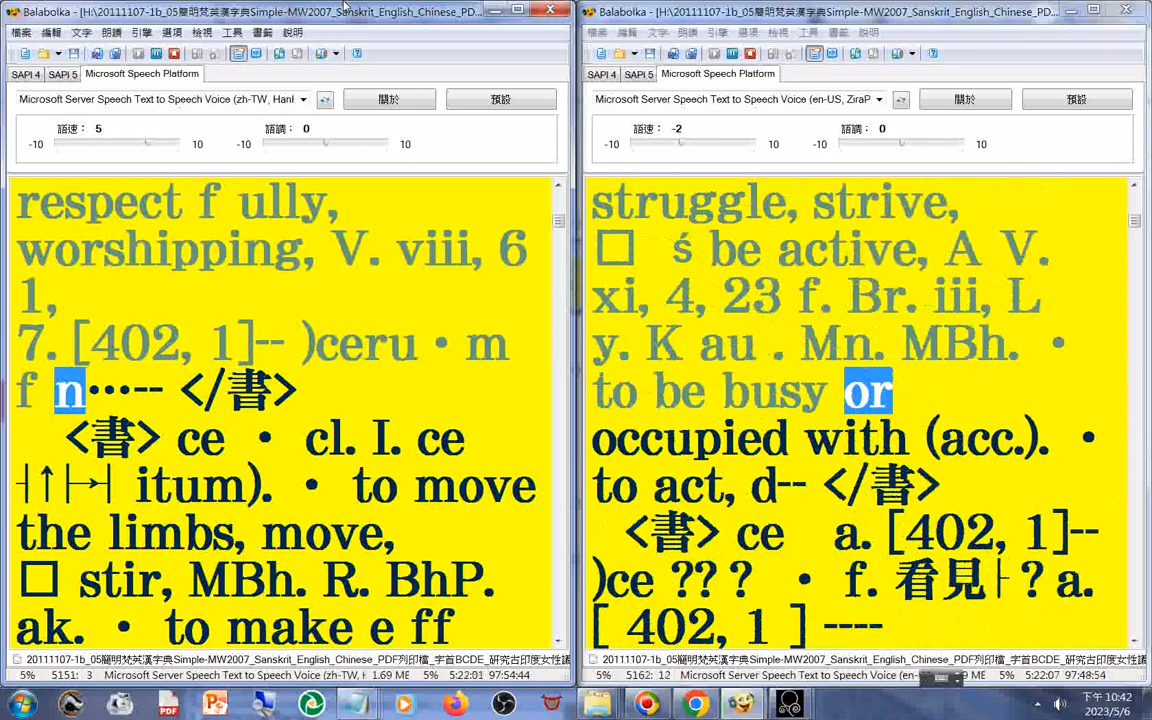 Balabolka - [H:\20111107-1b_05簡明梵英漢字典Simple-MW2007_Sanskrit_English_Chinese_PD...
檔案 編輯 文字 朗讀 引擎 選項 檢視 工具 書籤 說明
SAPI 4 SAPI 5 Microsoft Speech Platform
Microsoft Server Speech Text to Speech Voice (zh-TW, Hanl
關於 預設
語速： 5 語調： 0
-10 10 -10 10
respect f ully,
worshipping, V. viii, 6
1,
7. [402, 1]-- )ceru • m
f n…-- </書>
<書> ce • cl. I. ce
┤↑├→┤ itum). • to move
the limbs, move,
□ stir, MBh. R. BhP.
ak. • to make e ff
20111107-1b_05簡明梵英漢字典Simple-MW2007_Sanskrit_English_Chinese_PDF列印檔_字首BCDE_研究古印度女性議
5% 5151: 3 Microsoft Server Speech Text to Speech Voice (zh-TW, H 1.69 MB 5% 5:22:01 97:54:44
Balabolka - [H:\20111107-1b_05簡明梵英漢字典Simple-MW2007_Sanskrit_English_Chinese_PD...
檔案 編輯 文字 朗讀 引擎 選項 檢視 工具 書籤 說明
SAPI 4 SAPI 5 Microsoft Speech Platform
Microsoft Server Speech Text to Speech Voice (en-US, ZiraP
關於 預設
語速： -2 語調： 0
-10 10 -10 10
struggle, strive,
□ ś be active, A V.
xi, 4, 23 f. Br. iii, L
y. K au . Mn. MBh. •
to be busy or
occupied with (acc.). •
to act, d-- </書>
<書> ce a. [402, 1]--
)ce ?? ? • f. 看見├ ? a.
[ 402, 1 ] ----
20111107-1b_05簡明梵英漢字典Simple-MW2007_Sanskrit_English_Chinese_PDF列印檔_字首BCDE_研究古印度女性議
5% 5162: 12 Microsoft Server Speech Text to Speech Voice (en-U 9 MB 5% 5:22:07 97:48:54
PDF
下午 10:42
2023/5/6